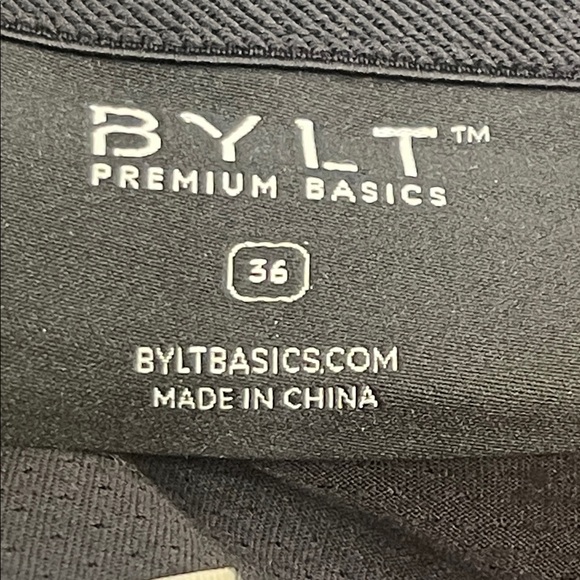 BYLT™
PREMIUM BASICS
36
BYLTBASICS.COM
MADE IN CHINA